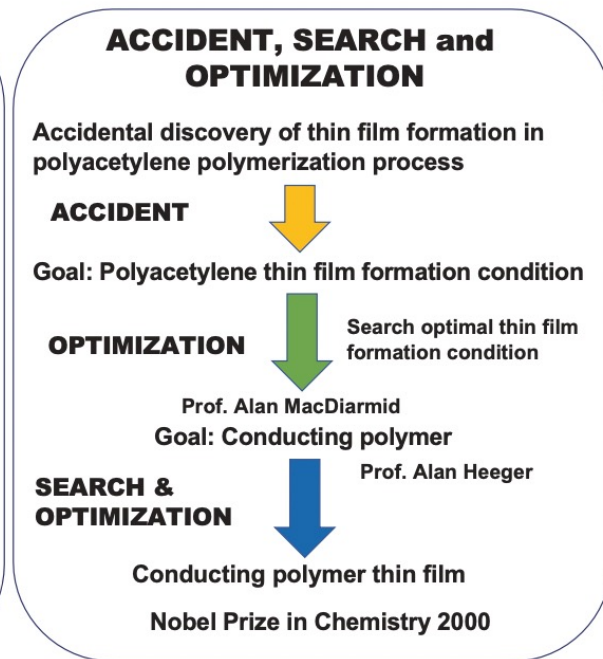 ACCIDENT, SEARCH and
OPTIMIZATION
Accidental discovery of thin film formation in
polyacetylene polymerization process
ACCIDENT
Goal: Polyacetylene thin film formation condition
OPTIMIZATION
Search optimal thin film
formation condition
Prof. Alan MacDiarmid
Goal: Conducting polymer
Prof. Alan Heeger
SEARCH &
OPTIMIZATION
Conducting polymer thin film
Nobel Prize in Chemistry 2000